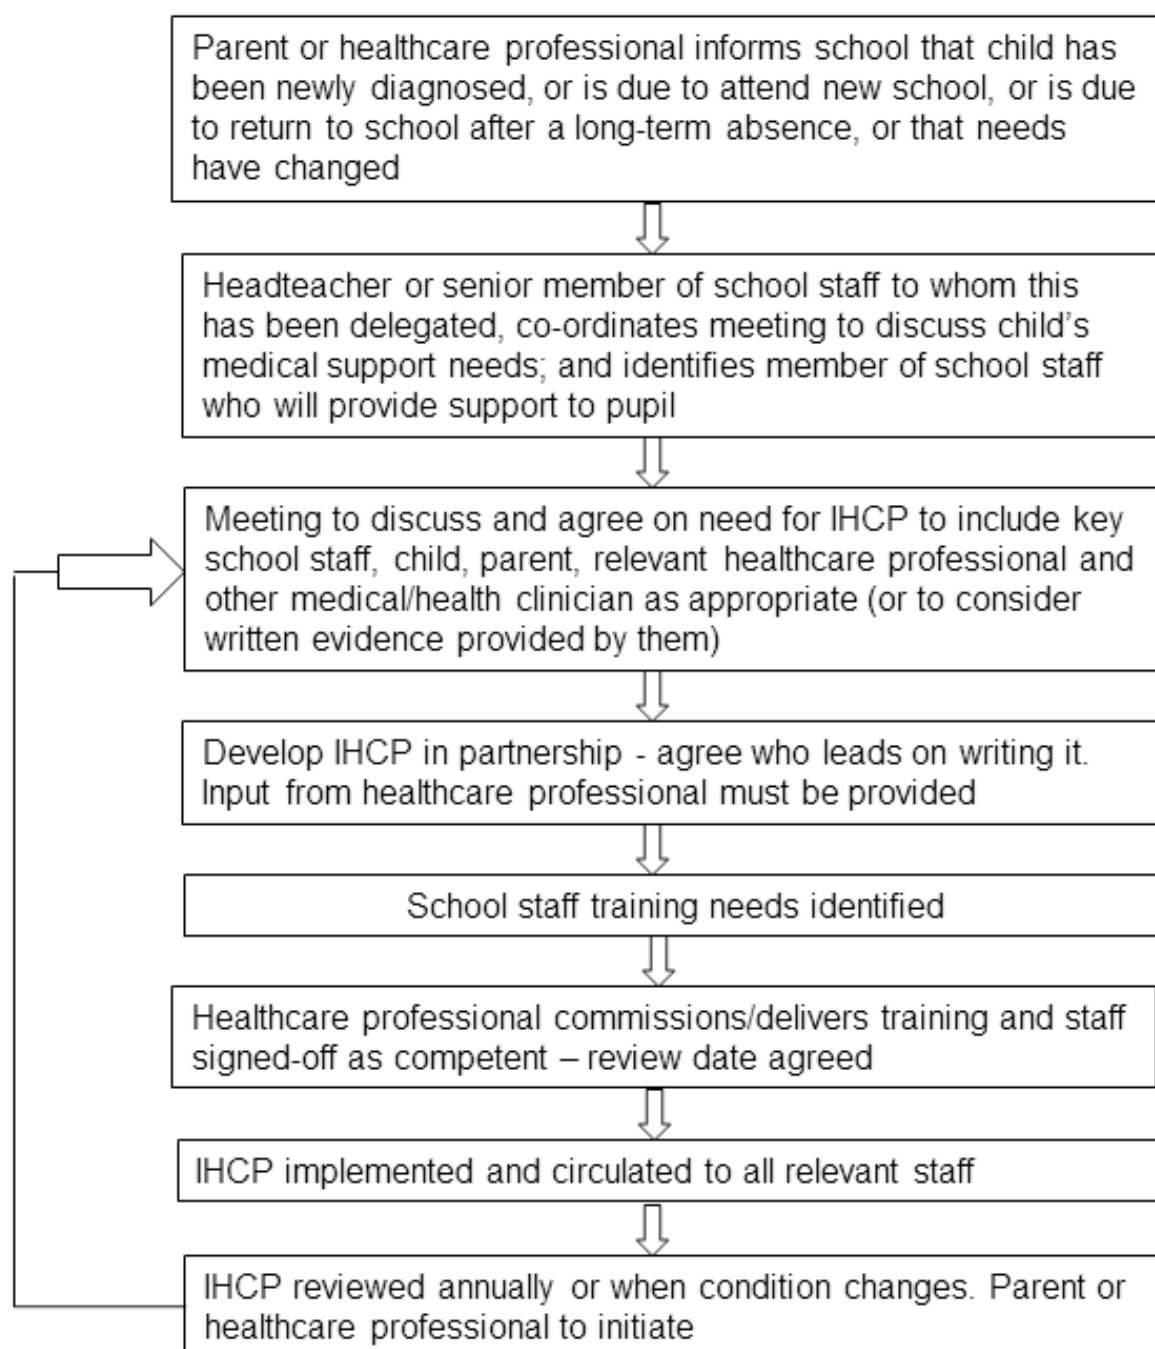 Parent or healthcare professional informs school that child has
been newly diagnosed, or is due to attend new school, or is due
to return to school after a long-term absence, or that needs
have changed
Headteacher or senior member of school staff to whom this
has been delegated, co-ordinates meeting to discuss child's
medical support needs; and identifies member of school staff
who will provide support to pupil
Meeting to discuss and agree on need for IHCP to include key
school staff, child, parent, relevant healthcare professional and
other medical/health clinician as appropriate (or to consider
written evidence provided by them)
Develop IHCP in partnership - agree who leads on writing it.
Input from healthcare professional must be provided
School staff training needs identified
Healthcare professional commissions/delivers training and staff
signed-off as competent – review date agreed
IHCP implemented and circulated to all relevant staff
IHCP reviewed annually or when condition changes. Parent or
healthcare professional to initiate